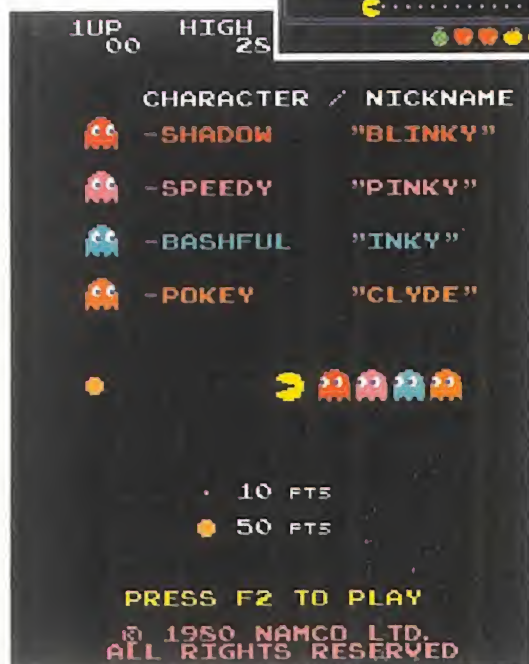 1UP HIGH
00 2S
CHARACTER / NICKNAME
-SHADOW "BLINKY"
-SPEEDY "PINKY"
-BASHFUL "INKY"
-POKEY "CLYDE"
10 PTS
50 PTS
PRESS F2 TO PLAY
© 1980 NAMCO LTD.
ALL RIGHTS RESERVED